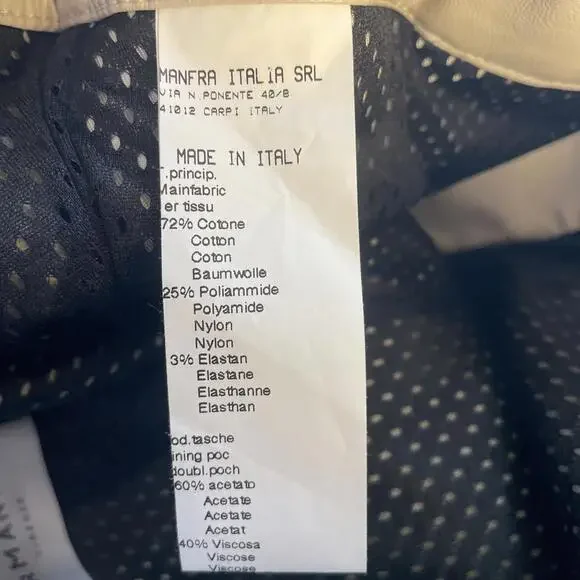 MANFRA ITALIA SRL
VIA N.PONENTE 40/B
41012 CARPI ITALY
MADE IN ITALY
.princip.
Mainfabric
er tissu
72% Cotone
Cotton
Coton
Baumwolle
25% Poliammide
Polyamide
Nylon
Nylon
3% Elastan
Elastane
Elasthanne
Elasthan
od.tasche
ining poc
doubl.poch
60% acetato
Acetate
Acetate
Acetat
40% Viscosa
Viscose
Viscose